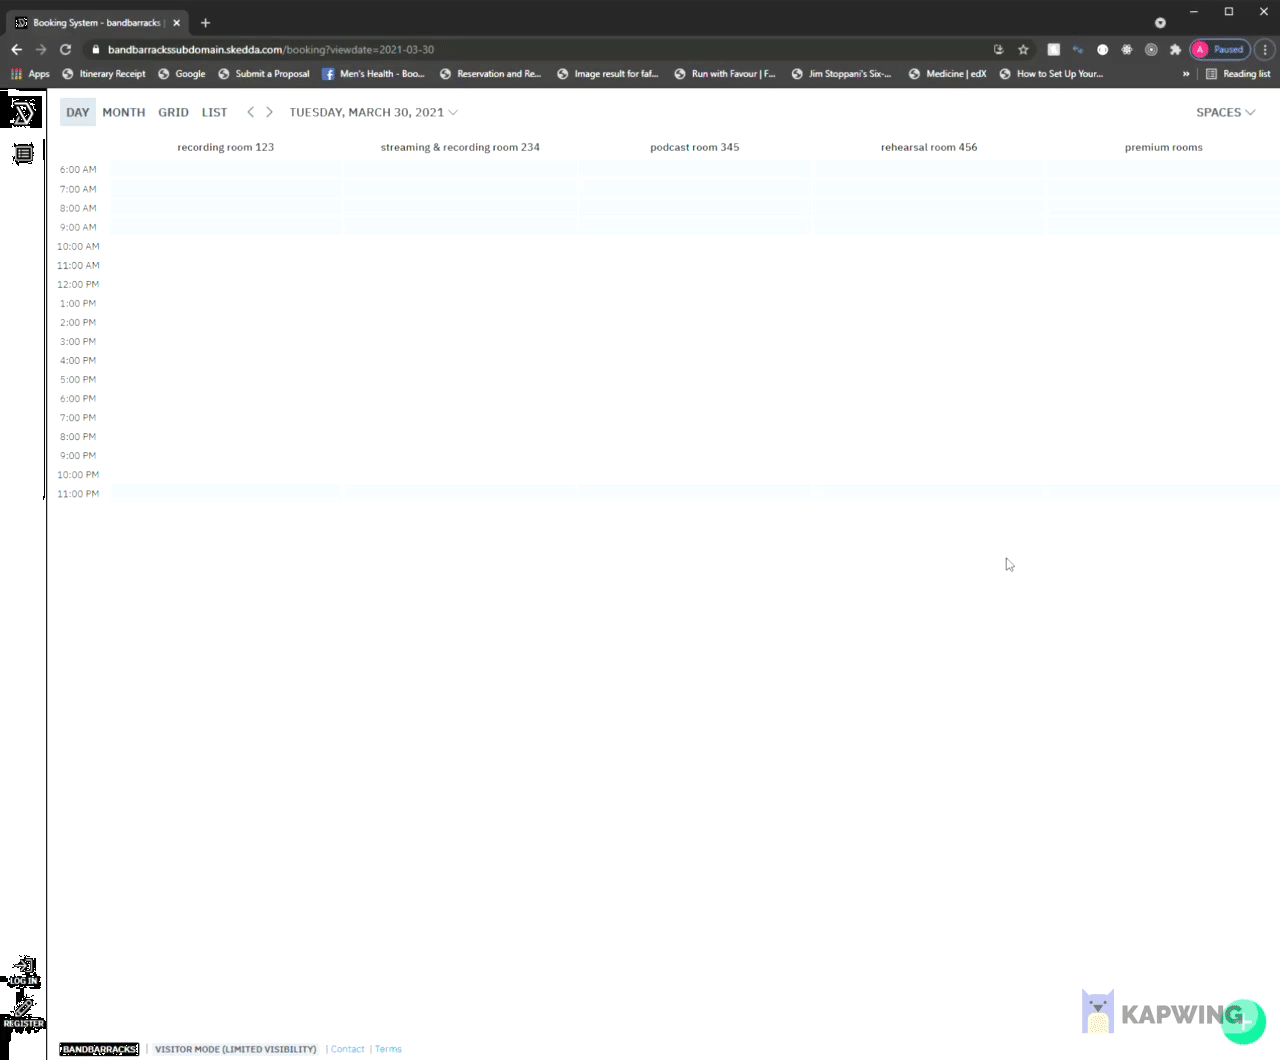 Booking System - bandbarracks |
bandbarrackssubdomain.skedda.com/booking?viewdate=2021-03-30
A Paused
Apps Itinerary Receipt Google Submit a Proposal Men's Health - Boo... Reservation and Re... Image result for faf... Run with Favour | F... Jim Stoppani's Six-... Medicine | edX How to Set Up Your... » Reading list
DAY MONTH GRID LIST TUESDAY, MARCH 30, 2021 SPACES
recording room 123 streaming & recording room 234 podcast room 345 rehearsal room 456 premium rooms
6:00 AM
7:00 AM
8:00 AM
9:00 AM
10:00 AM
11:00 AM
12:00 PM
1:00 PM
2:00 PM
3:00 PM
4:00 PM
5:00 PM
6:00 PM
7:00 PM
8:00 PM
9:00 PM
10:00 PM
11:00 PM
LOG IN
REGISTER
KAPWING
BANDBARRACKS | VISITOR MODE (LIMITED VISIBILITY) | Contact | Terms